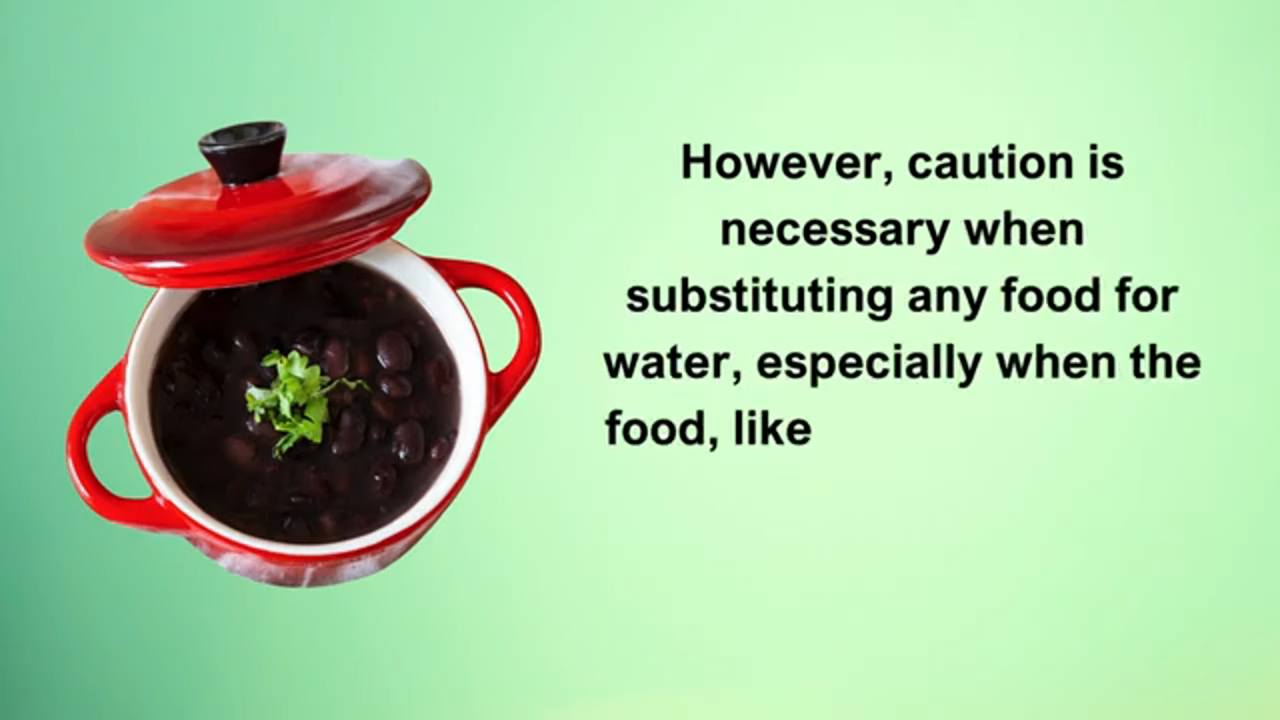 However, caution is
necessary when
substituting any food for
water, especially when the
food, like